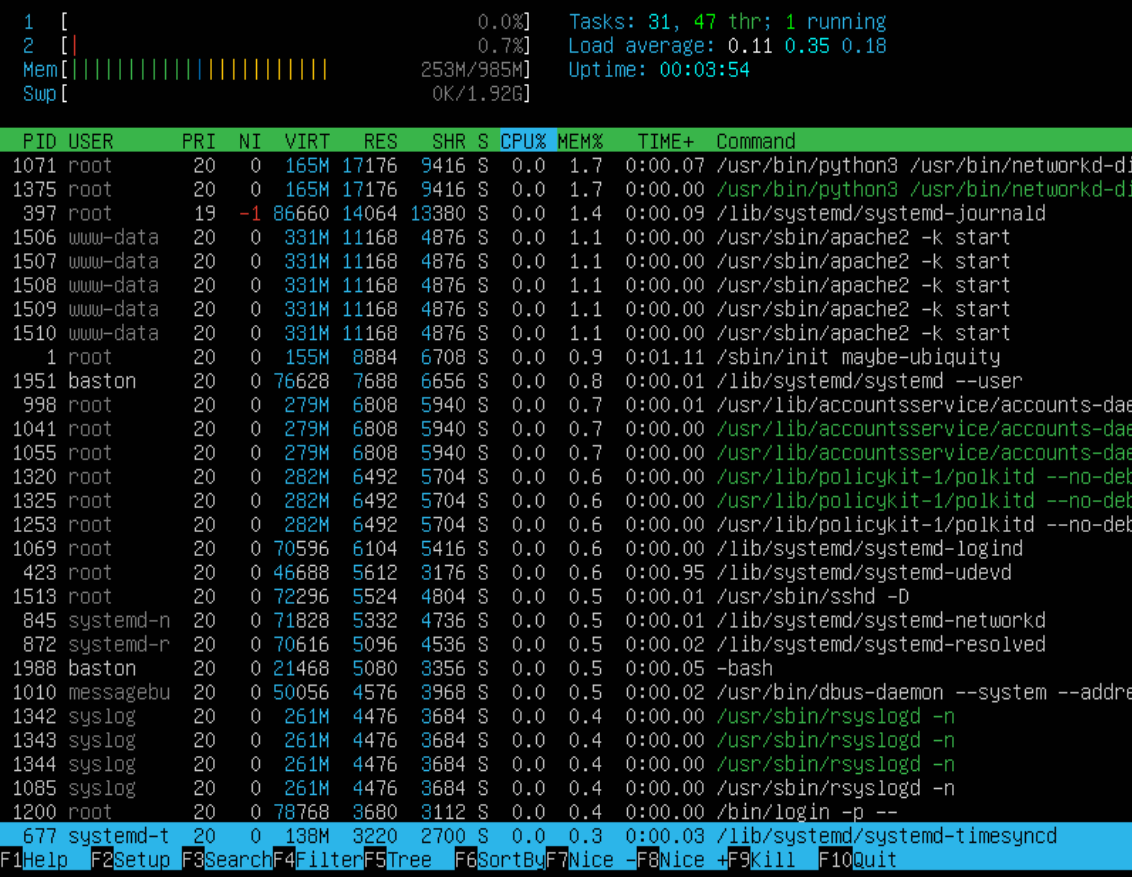 1 [ 0.0%] Tasks: 31, 47 thr; 1 running
2 [| 0.7%] Load average: 0.11 0.35 0.18
Mem[||||||||||||||||||||||| 253M/985M] Uptime: 00:03:54
Swp[ 0K/1.92G]
PID USER PRI NI VIRT RES SHR S CPU% MEM% TIME+ Command
1071 root 20 0 165M 17176 9416 S 0.0 1.7 0:00.07 /usr/bin/python3 /usr/bin/networkd-di
1375 root 20 0 165M 17176 9416 S 0.0 1.7 0:00.00 /usr/bin/python3 /usr/bin/networkd-di
397 root 19 -1 86660 14064 13380 S 0.0 1.4 0:00.09 /lib/systemd/systemd-journald
1506 www-data 20 0 331M 11168 4876 S 0.0 1.1 0:00.00 /usr/sbin/apache2 -k start
1507 www-data 20 0 331M 11168 4876 S 0.0 1.1 0:00.00 /usr/sbin/apache2 -k start
1508 www-data 20 0 331M 11168 4876 S 0.0 1.1 0:00.00 /usr/sbin/apache2 -k start
1509 www-data 20 0 331M 11168 4876 S 0.0 1.1 0:00.00 /usr/sbin/apache2 -k start
1510 www-data 20 0 331M 11168 4876 S 0.0 1.1 0:00.00 /usr/sbin/apache2 -k start
1 root 20 0 155M 8884 6708 S 0.0 0.9 0:01.11 /sbin/init maybe-ubiquity
1951 baston 20 0 76628 7688 6656 S 0.0 0.8 0:00.01 /lib/systemd/systemd --user
998 root 20 0 279M 6808 5940 S 0.0 0.7 0:00.01 /usr/lib/accountsservice/accounts-dae
1041 root 20 0 279M 6808 5940 S 0.0 0.7 0:00.00 /usr/lib/accountsservice/accounts-dae
1055 root 20 0 279M 6808 5940 S 0.0 0.7 0:00.00 /usr/lib/accountsservice/accounts-dae
1320 root 20 0 282M 6492 5704 S 0.0 0.6 0:00.00 /usr/lib/policykit-1/polkitd --no-deb
1325 root 20 0 282M 6492 5704 S 0.0 0.6 0:00.00 /usr/lib/policykit-1/polkitd --no-deb
1253 root 20 0 282M 6492 5704 S 0.0 0.6 0:00.00 /usr/lib/policykit-1/polkitd --no-deb
1069 root 20 0 70596 6104 5416 S 0.0 0.6 0:00.00 /lib/systemd/systemd-logind
423 root 20 0 46688 5612 3176 S 0.0 0.6 0:00.95 /lib/systemd/systemd-udevd
1513 root 20 0 72296 5524 4804 S 0.0 0.5 0:00.01 /usr/sbin/sshd -D
845 systemd-n 20 0 71828 5332 4736 S 0.0 0.5 0:00.01 /lib/systemd/systemd-networkd
872 systemd-r 20 0 70616 5096 4536 S 0.0 0.5 0:00.02 /lib/systemd/systemd-resolved
1988 baston 20 0 21468 5080 3356 S 0.0 0.5 0:00.05 -bash
1010 messagebu 20 0 50056 4576 3968 S 0.0 0.5 0:00.02 /usr/bin/dbus-daemon --system --addre
1342 syslog 20 0 261M 4476 3684 S 0.0 0.4 0:00.00 /usr/sbin/rsyslogd -n
1343 syslog 20 0 261M 4476 3684 S 0.0 0.4 0:00.00 /usr/sbin/rsyslogd -n
1344 syslog 20 0 261M 4476 3684 S 0.0 0.4 0:00.00 /usr/sbin/rsyslogd -n
1085 syslog 20 0 261M 4476 3684 S 0.0 0.4 0:00.00 /usr/sbin/rsyslogd -n
1200 root 20 0 78768 3680 3112 S 0.0 0.4 0:00.00 /bin/login -p --
677 systemd-t 20 0 138M 3220 2700 S 0.0 0.3 0:00.03 /lib/systemd/systemd-timesyncd
F1Help F2Setup F3SearchF4FilterF5Tree F6SortByF7Nice -F8Nice +F9Kill F10Quit